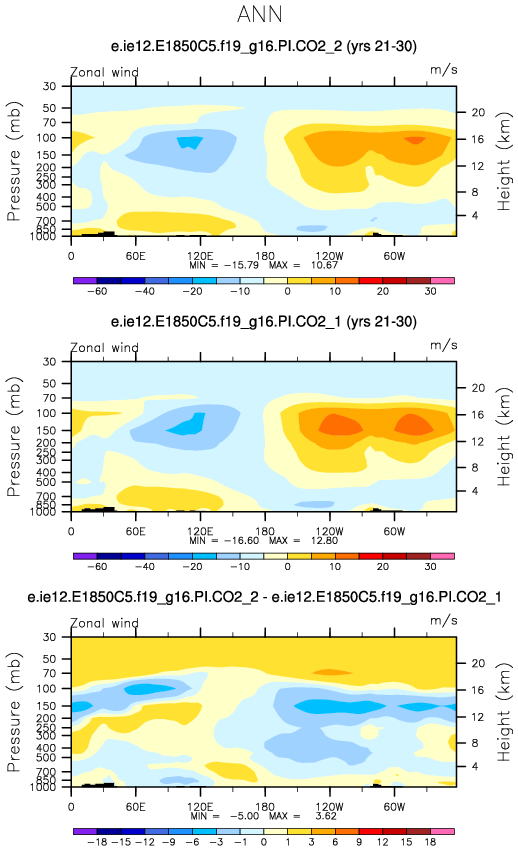 ANN
e.ie12.E1850C5.f19_g16.PI.CO2_2 (yrs 21-30)
Zonal wind m/s
30
50
70
100
150
200
250
300
400
500
700
850
1000
Pressure (mb)
20
16
12
8
4
Height (km)
0 60E 120E 180 120W 60W
MIN = -15.79 MAX = 10.67
-60 -40 -20 -10 0 5 10 15 20 30
e.ie12.E1850C5.f19_g16.PI.CO2_1 (yrs 21-30)
Zonal wind m/s
30
50
70
100
150
200
250
300
400
500
700
850
1000
Pressure (mb)
20
16
12
8
4
Height (km)
0 60E 120E 180 120W 60W
MIN = -16.60 MAX = 12.80
-60 -40 -20 -10 0 5 10 15 20 30
e.ie12.E1850C5.f19_g16.PI.CO2_2 - e.ie12.E1850C5.f19_g16.PI.CO2_1
Zonal wind m/s
30
50
70
100
150
200
250
300
400
500
700
850
1000
Pressure (mb)
20
16
12
8
4
Height (km)
0 60E 120E 180 120W 60W
MIN = -5.00 MAX = 3.62
-18 -15 -12 -9 -6 -3 -1 0 1 3 6 9 12 15 18